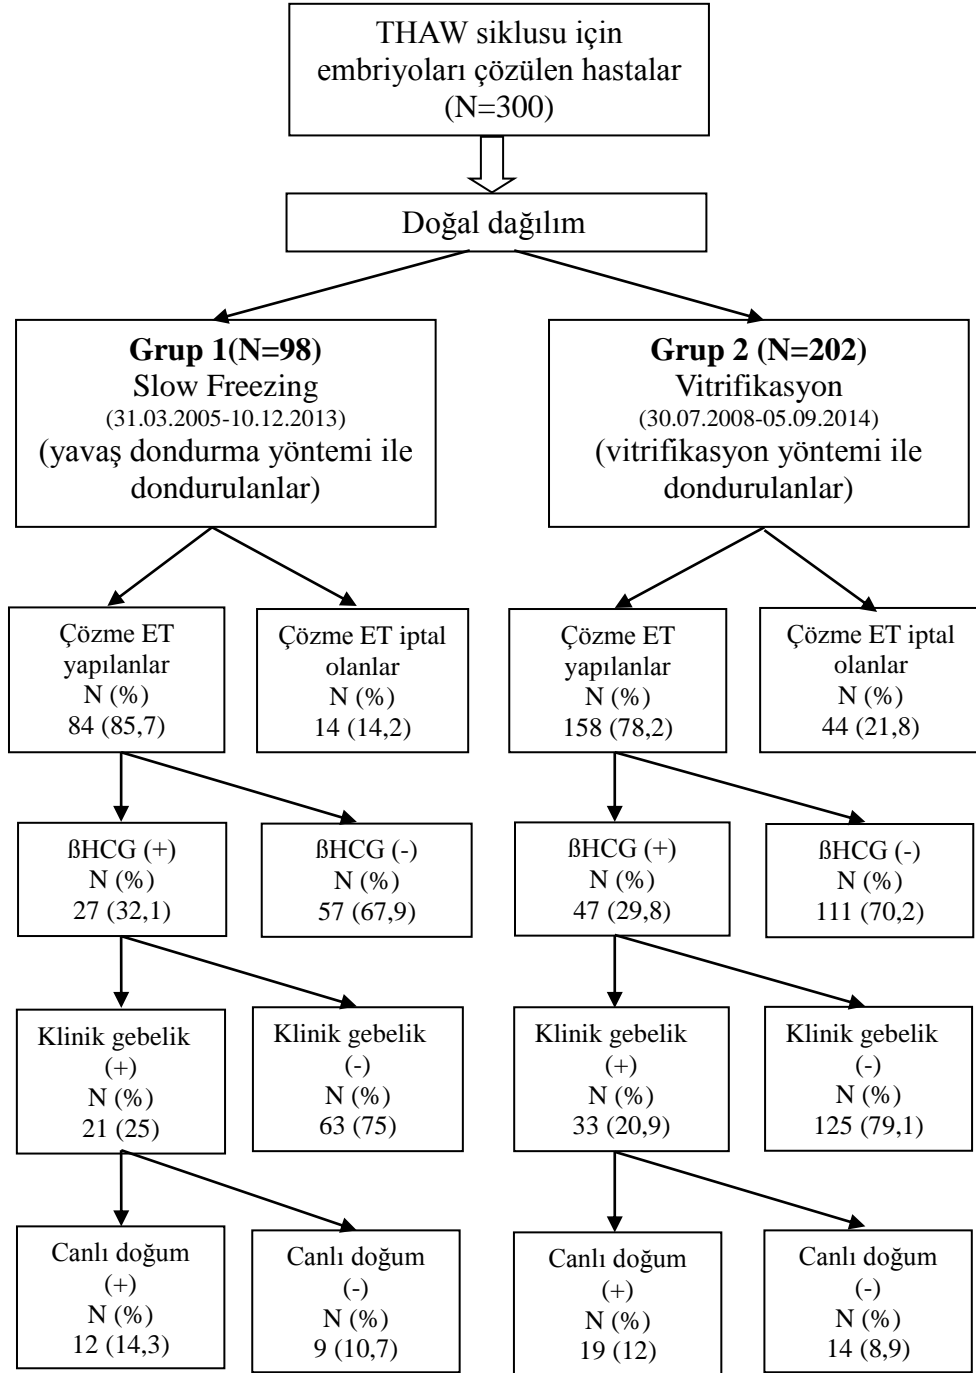 THAW siklusu için
embriyoları çözülen hastalar
(N=300)
Doğal dağılım
Grup 1(N=98)
Slow Freezing
(31.03.2005-10.12.2013)
(yavaş dondurma yöntemi ile
dondurulanlar)
Grup 2 (N=202)
Vitrifikasyon
(30.07.2008-05.09.2014)
(vitrifikasyon yöntemi ile
dondurulanlar)
Çözme ET
yapılanlar
N (%)
84 (85,7)
Çözme ET iptal
olanlar
N (%)
14 (14,2)
Çözme ET
yapılanlar
N (%)
158 (78,2)
Çözme ET iptal
olanlar
N (%)
44 (21,8)
ßHCG (+)
N (%)
27 (32,1)
ßHCG (-)
N (%)
57 (67,9)
ßHCG (+)
N (%)
47 (29,8)
ßHCG (-)
N (%)
111 (70,2)
Klinik gebelik
(+)
N (%)
21 (25)
Klinik gebelik
(-)
N (%)
63 (75)
Klinik gebelik
(+)
N (%)
33 (20,9)
Klinik gebelik
(-)
N (%)
125 (79,1)
Canlı doğum
(+)
N (%)
12 (14,3)
Canlı doğum
(-)
N (%)
9 (10,7)
Canlı doğum
(+)
N (%)
19 (12)
Canlı doğum
(-)
N (%)
14 (8,9)